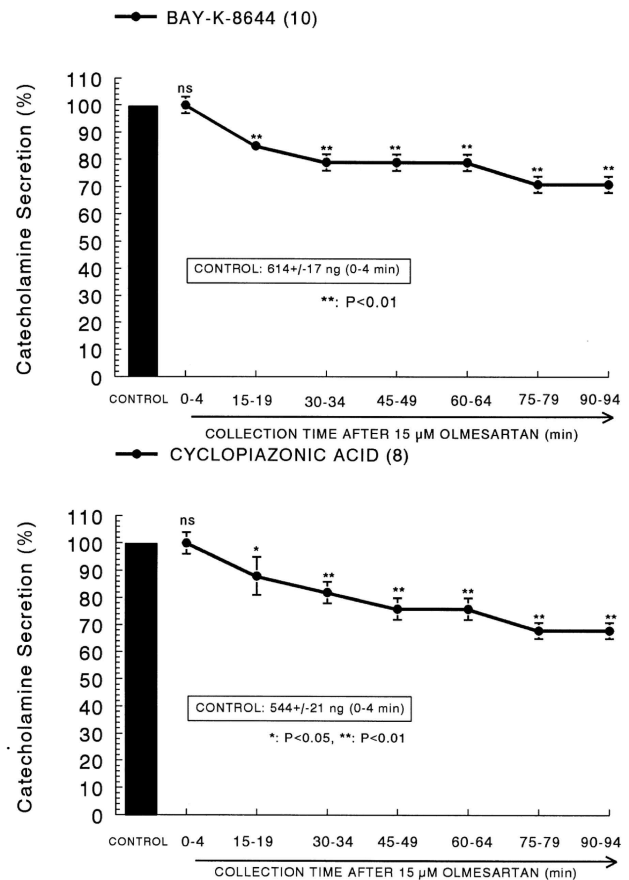 BAY-K-8644 (10)
Catecholamine Secretion (%)
110
100
90
80
70
60
50
40
30
20
10
0
ns
**
**
**
**
**
**
CONTROL: 614+/-17 ng (0-4 min)
**: P<0.01
CONTROL 0-4 15-19 30-34 45-49 60-64 75-79 90-94
COLLECTION TIME AFTER 15 µM OLMESARTAN (min)
CYCLOPIAZONIC ACID (8)
Catecholamine Secretion (%)
110
100
90
80
70
60
50
40
30
20
10
0
ns
*
**
**
**
**
**
CONTROL: 544+/-21 ng (0-4 min)
*: P<0.05, **: P<0.01
CONTROL 0-4 15-19 30-34 45-49 60-64 75-79 90-94
COLLECTION TIME AFTER 15 µM OLMESARTAN (min)